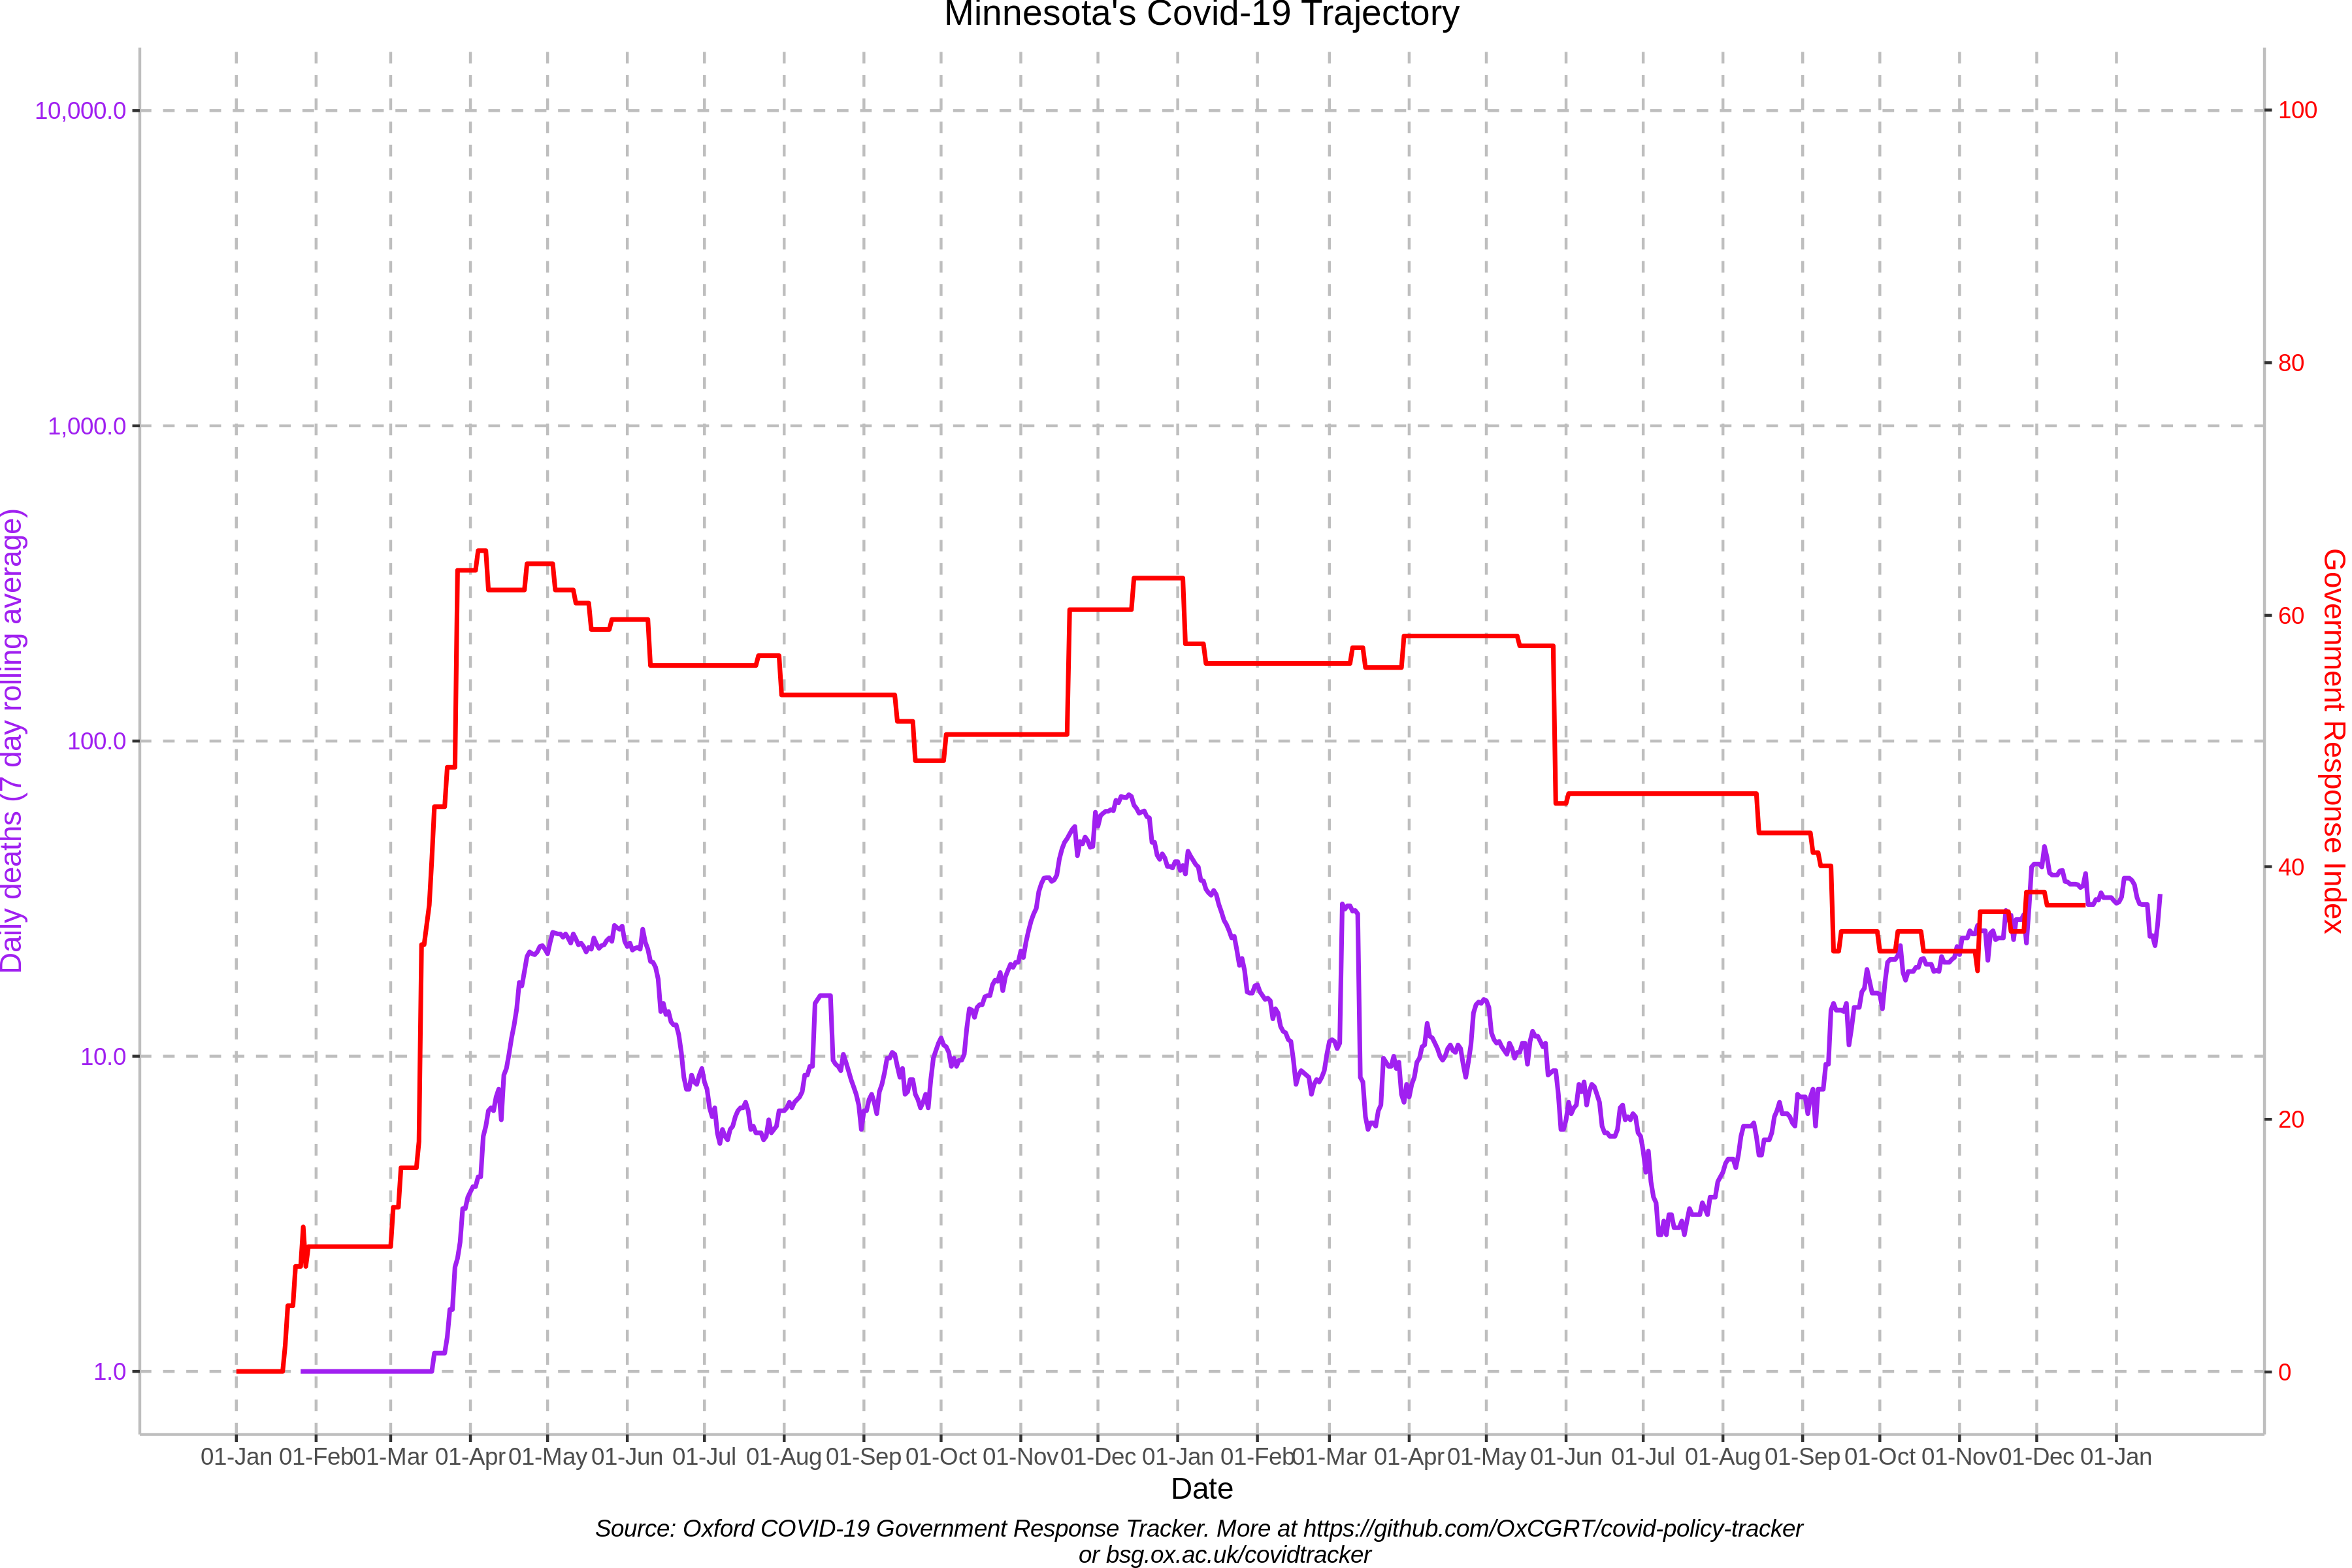 Minnesota's Covid-19 Trajectory
10,000.0
1,000.0
100.0
10.0
1.0
Daily deaths (7 day rolling average)
100
80
60
40
20
0
Government Response Index
01-Jan 01-Feb 01-Mar 01-Apr 01-May 01-Jun 01-Jul 01-Aug 01-Sep 01-Oct 01-Nov 01-Dec 01-Jan 01-Feb 01-Mar 01-Apr 01-May 01-Jun 01-Jul 01-Aug 01-Sep 01-Oct 01-Nov 01-Dec 01-Jan
Date
Source: Oxford COVID-19 Government Response Tracker. More at https://github.com/OxCGRT/covid-policy-tracker
or bsg.ox.ac.uk/covidtracker